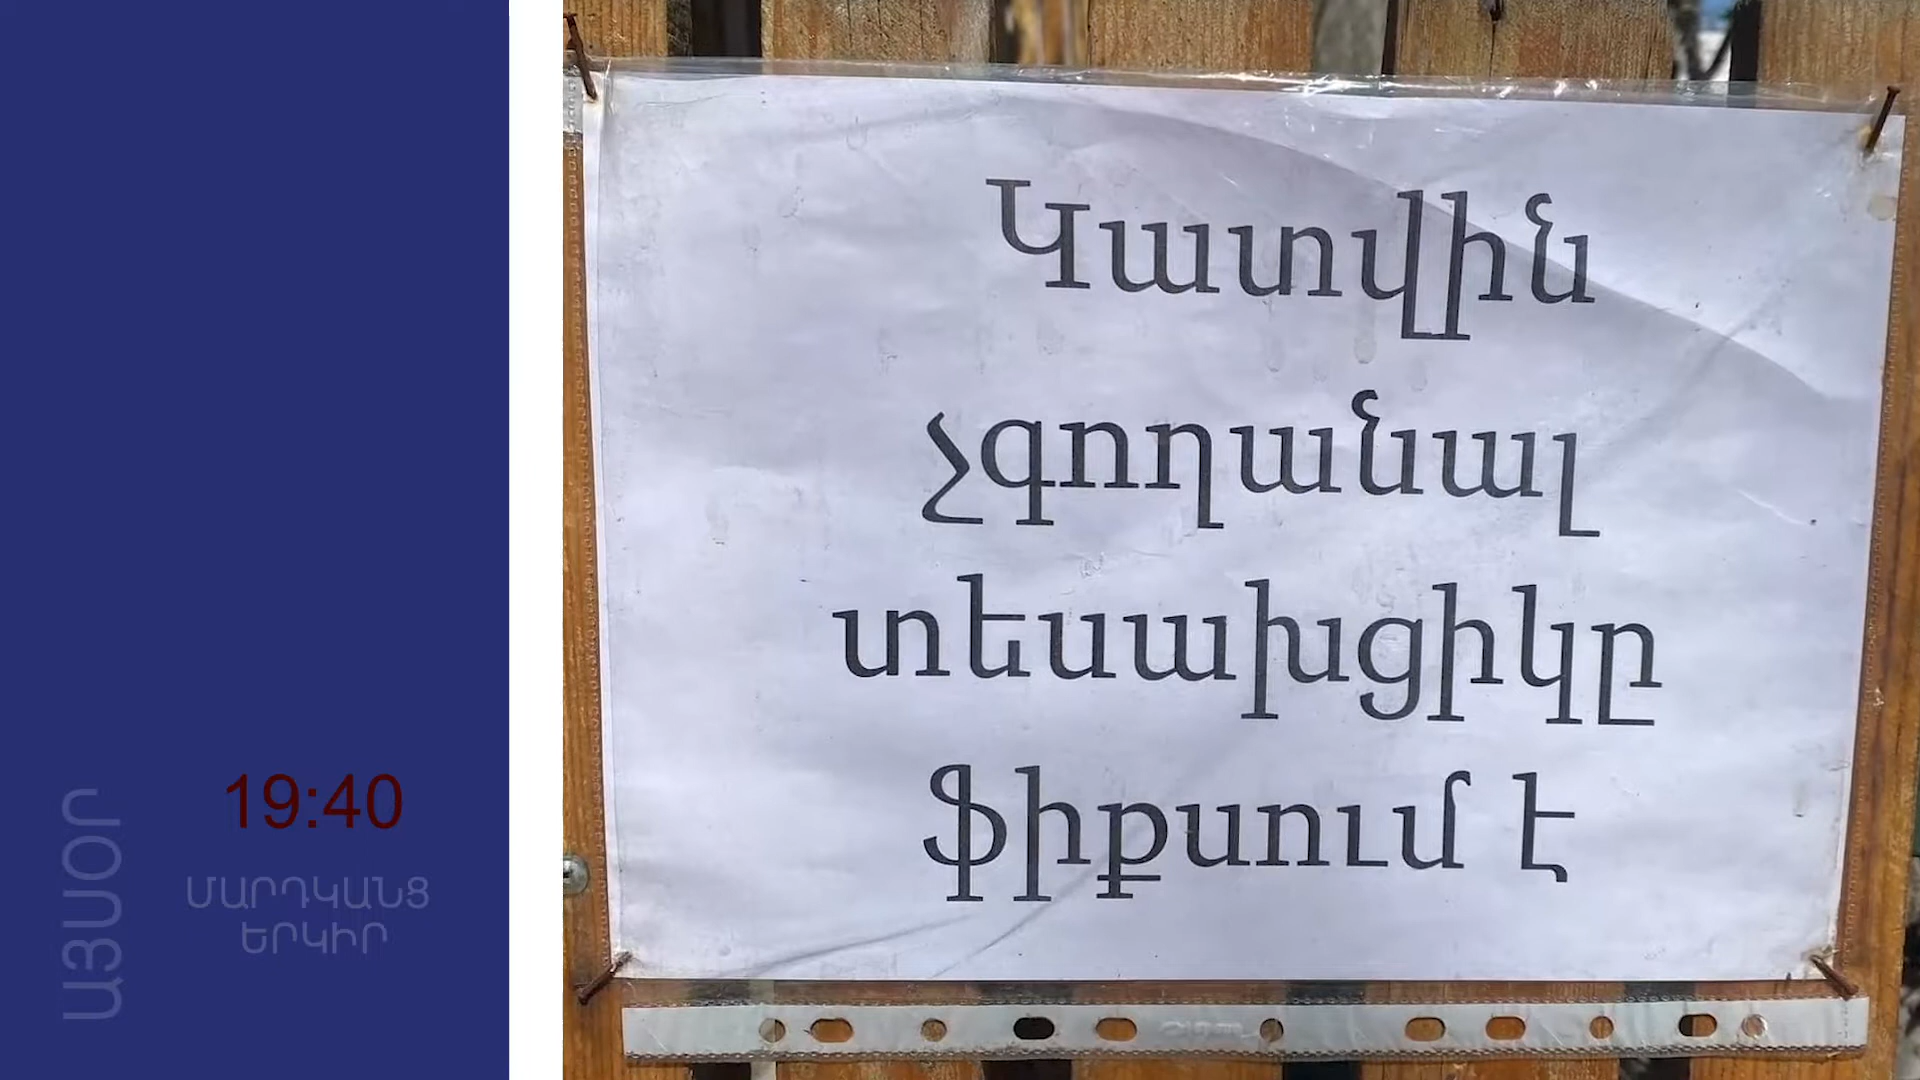 Կատվին
չգողանալ
տեսախցիկը
ֆիքսում է
19:40
ՄԱՐԴԿԱՆՑ
ԵՐԿԻՐ
ԱՅՍՕՐ